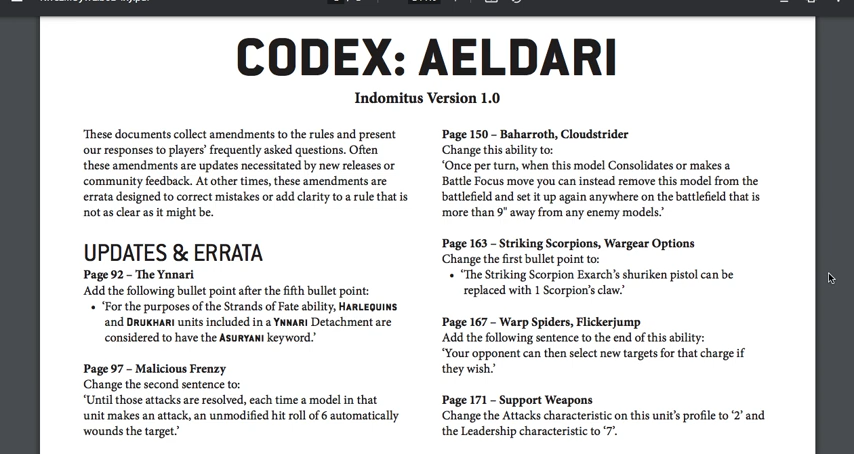 CODEX: AELDARI
Indomitus Version 1.0
These documents collect amendments to the rules and present
our responses to players' frequently asked questions. Often
these amendments are updates necessitated by new releases or
community feedback. At other times, these amendments are
errata designed to correct mistakes or add clarity to a rule that is
not as clear as it might be.
UPDATES & ERRATA
Page 92 – The Ynnari
Add the following bullet point after the fifth bullet point:
• 'For the purposes of the Strands of Fate ability, HARLEQUINS
and DRUKHARI units included in a YNNARI Detachment are
considered to have the ASURYANI keyword.'
Page 97 – Malicious Frenzy
Change the second sentence to:
'Until those attacks are resolved, each time a model in that
unit makes an attack, an unmodified hit roll of 6 automatically
wounds the target.'
Page 150 – Baharroth, Cloudstrider
Change this ability to:
'Once per turn, when this model Consolidates or makes a
Battle Focus move you can instead remove this model from the
battlefield and set it up again anywhere on the battlefield that is
more than 9" away from any enemy models.'
Page 163 – Striking Scorpions, Wargear Options
Change the first bullet point to:
• 'The Striking Scorpion Exarch's shuriken pistol can be
replaced with 1 Scorpion's claw.'
Page 167 – Warp Spiders, Flickerjump
Add the following sentence to the end of this ability:
'Your opponent can then select new targets for that charge if
they wish.'
Page 171 – Support Weapons
Change the Attacks characteristic on this unit's profile to '2' and
the Leadership characteristic to '7'.